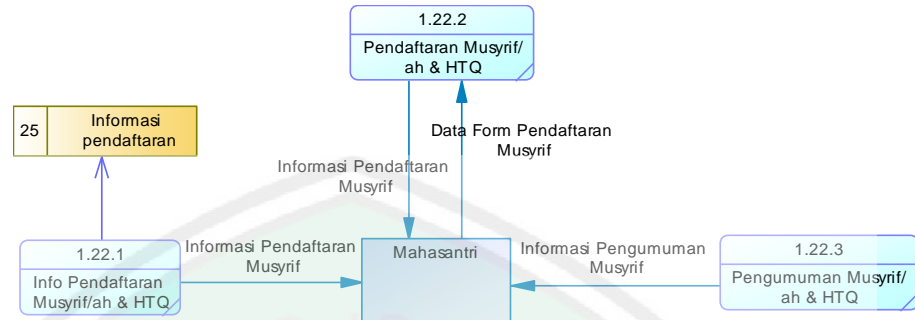 1.22.2
Pendaftaran Musyrif/
ah & HTQ
25
Informasi
pendaftaran
Data Form Pendaftaran
Musyrif
Informasi Pendaftaran
Musyrif
1.22.1
Info Pendaftaran
Musyrif/ah & HTQ
Informasi Pendaftaran
Musyrif
Mahasantri
Informasi Pengumuman
Musyrif
1.22.3
Pengumuman Musyrif/
ah & HTQ